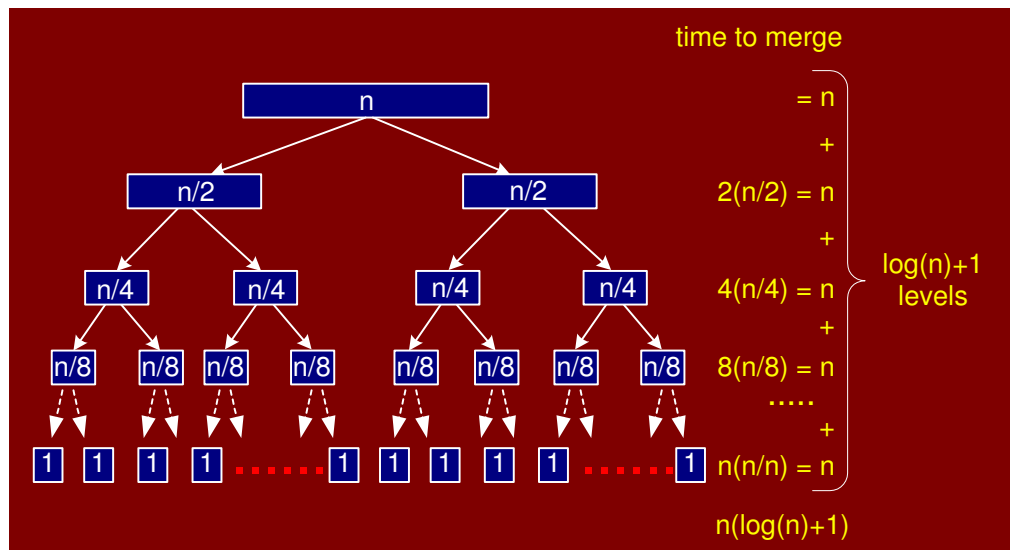 time to merge
n
= n
+
n/2 n/2
2(n/2) = n
+
n/4 n/4 n/4 n/4
4(n/4) = n
+
log(n)+1
levels
n/8 n/8 n/8 n/8 n/8 n/8 n/8 n/8
8(n/8) = n
.....
+
1 1 1 1 ........ 1 1 1 1 1 ........ 1
n(n/n) = n
n(log(n)+1)